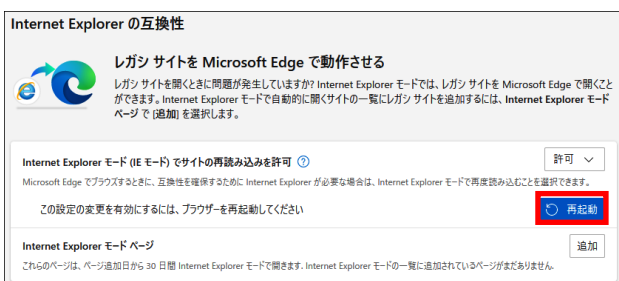 Internet Explorer の互換性
レガシ サイトを Microsoft Edge で動作させる
レガシ サイトを開くときに問題が発生していますか? Internet Explorer モードでは、レガシ サイトを Microsoft Edge で開くこと
ができます。Internet Explorer モードで自動的に開くサイトの一覧にレガシ サイトを追加するには、Internet Explorer モード
ページ で [追加] を選択します。
Internet Explorer モード (IE モード) でサイトの再読み込みを許可 ?
許可
Microsoft Edge でブラウズするときに、互換性を確保するために Internet Explorer が必要な場合は、Internet Explorer モードで再度読み込むことを選択できます。
この設定の変更を有効にするには、ブラウザーを再起動してください
再起動
Internet Explorer モード ページ
追加
これらのページは、ページ追加日から 30 日間 Internet Explorer モードで開きます. Internet Explorer モードの一覧に追加されているページがまだありません.